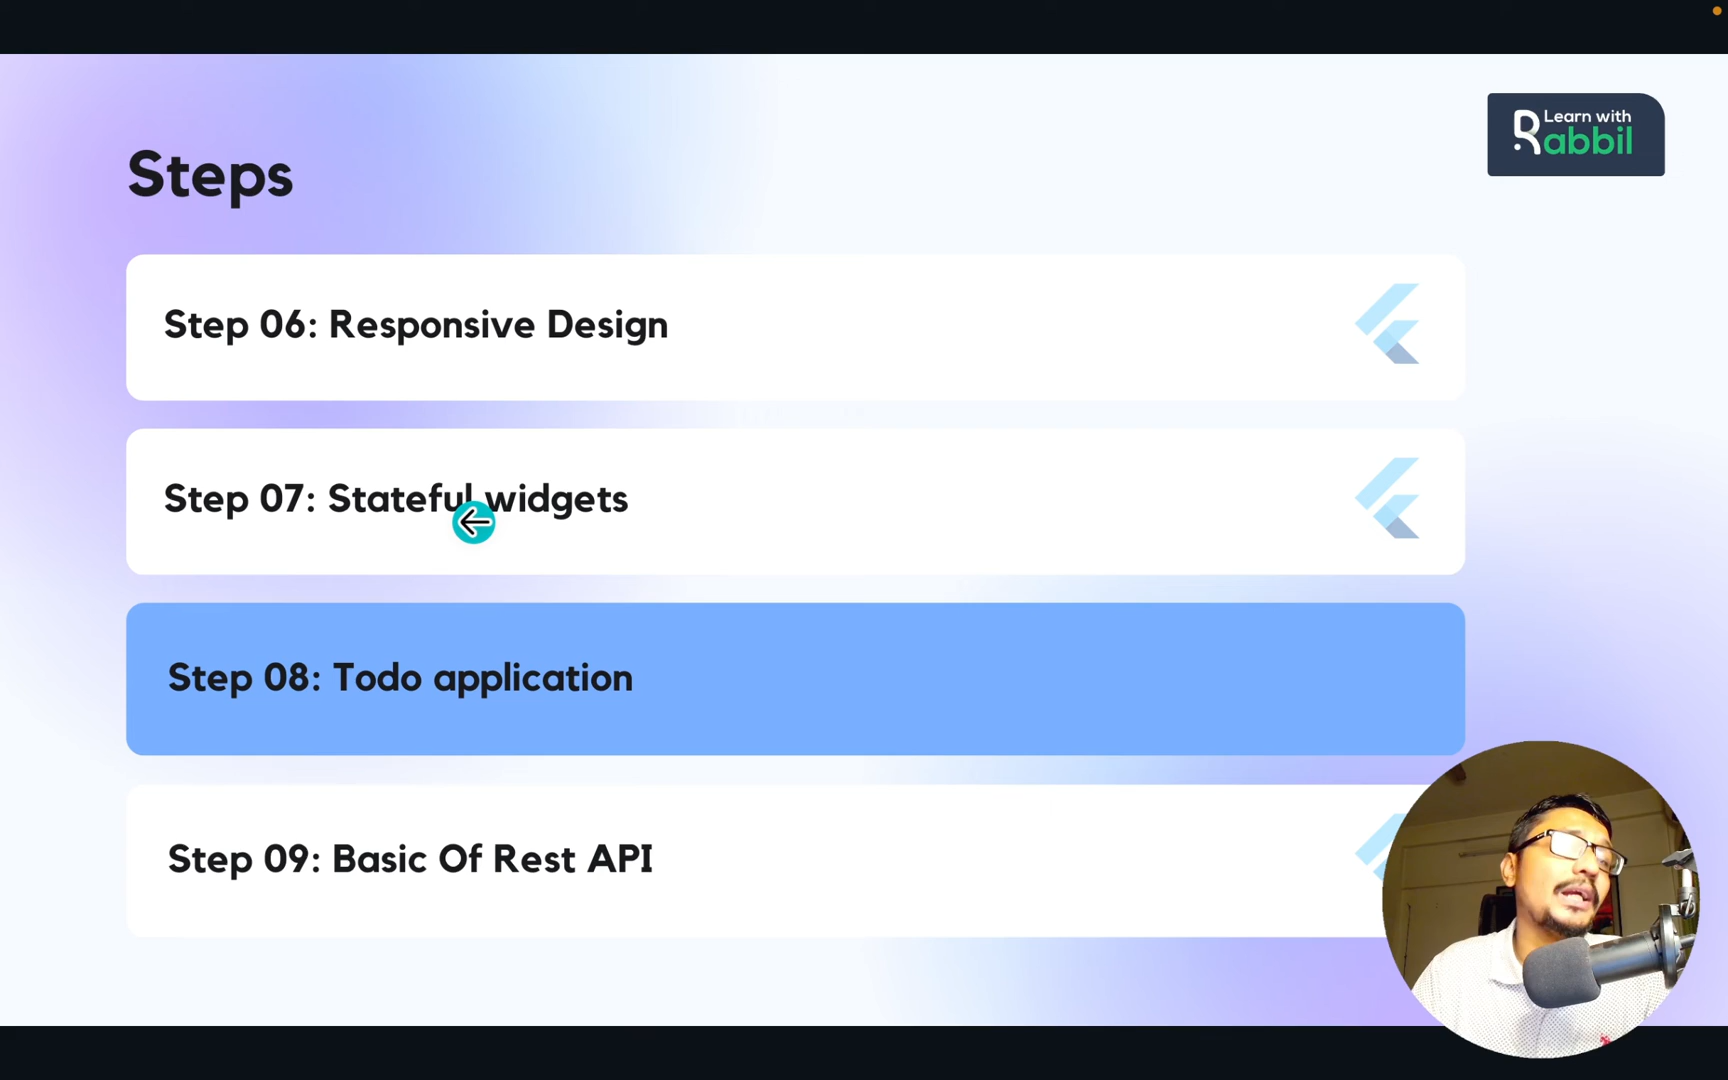 Learn with
Rabbil
Steps
Step 06: Responsive Design
Step 07: Stateful widgets
Step 08: Todo application
Step 09: Basic Of Rest API